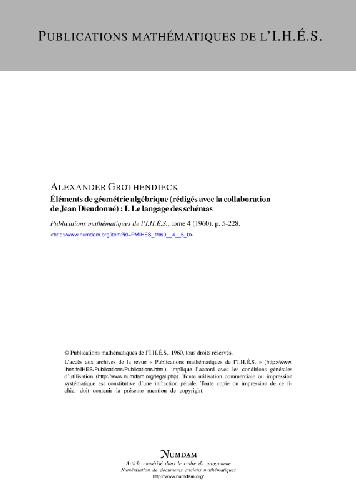 PUBLICATIONS MATHÉMATIQUES DE L'I.H.É.S.
ALEXANDER GROTHENDIECK
Éléments de géométrie algébrique (rédigés avec la collaboration
de Jean Dieudonné) : I. Le langage des schémas
Publications mathématiques de l'I.H.É.S., tome 4 (1960), p. 5-228.
© Publications mathématiques de l'I.H.É.S., 1960, tous droits réservés.
L'accès aux archives de la revue « Publications mathématiques de l'I.H.É.S. » (http://www.
ihes.fr/IHES/Publications/Publications.html) implique l'accord avec les conditions générales
d'utilisation (http://www.numdam.org/legal.php). Toute utilisation commerciale ou impression
systématique est constitutive d'une infraction pénale. Toute copie ou impression de ce fi-
chier doit contenir la présente mention de copyright.
NUMDAM
Article numérisé dans le cadre du programme
Numérisation de documents anciens mathématiques
http://www.numdam.org/